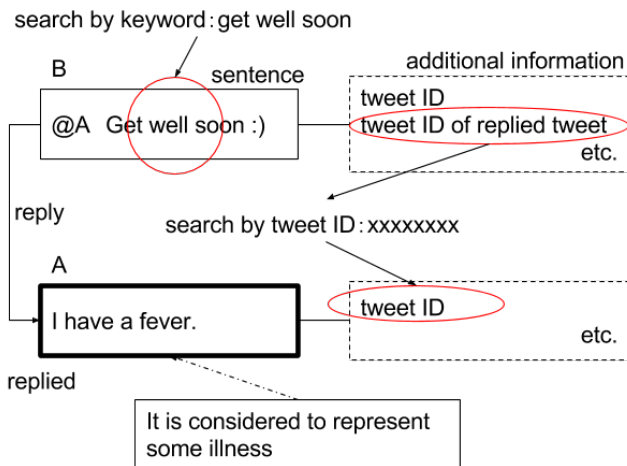 search by keyword:get well soon
B
sentence
additional information
@A Get well soon :)
tweet ID
tweet ID of replied tweet
etc.
reply
search by tweet ID:xxxxxxxx
A
I have a fever.
tweet ID
etc.
replied
It is considered to represent
some illness